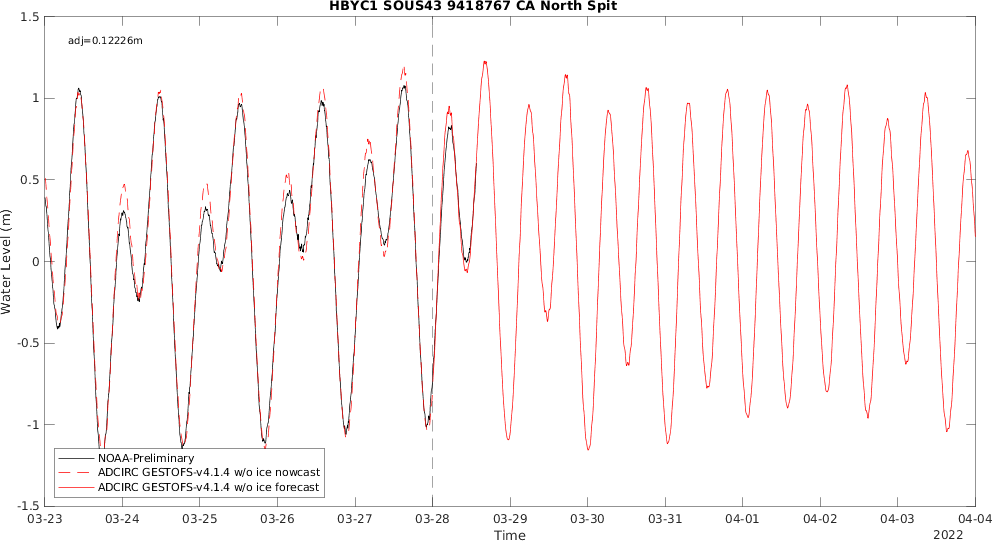 HBYC1 SOUS43 9418767 CA North Spit
adj=0.12226m
1.5
1
0.5
0
-0.5
-1
-1.5
Water Level (m)
NOAA-Preliminary
ADCIRC GESTOFS-v4.1.4 w/o ice nowcast
ADCIRC GESTOFS-v4.1.4 w/o ice forecast
03-23 03-24 03-25 03-26 03-27 03-28 03-29 03-30 03-31 04-01 04-02 04-03 04-04
Time
2022